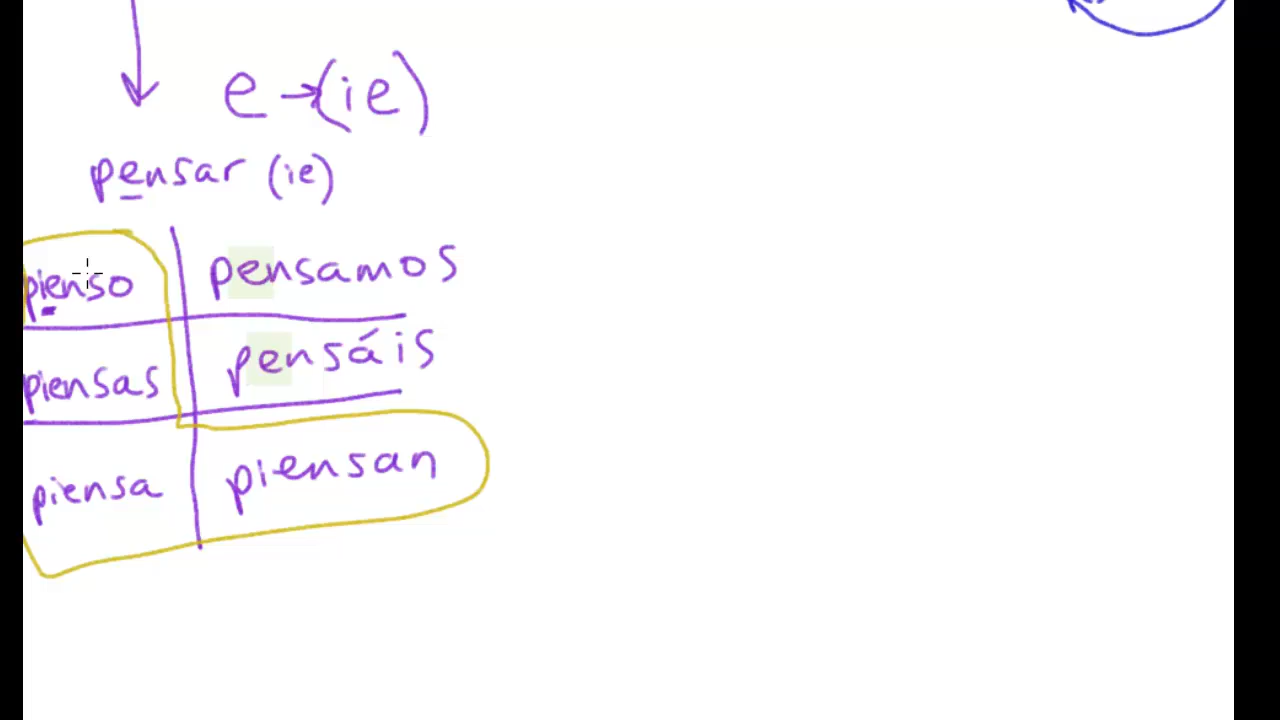 e → (ie)
pensar (ie)
pienso pensamos
piensas pensáis
piensa piensan